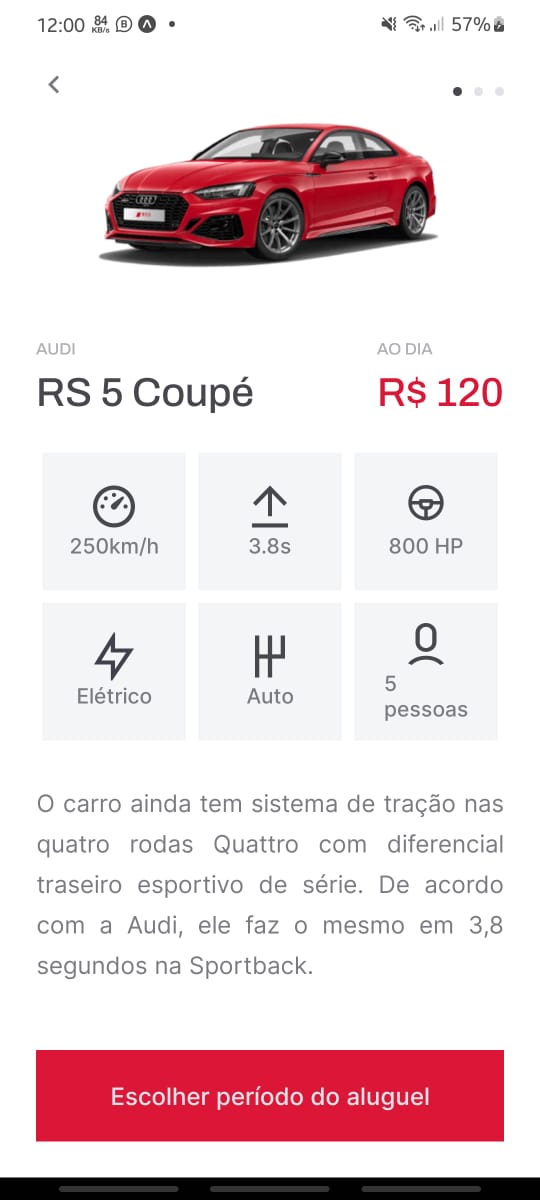 12:00 84 KB/s B 57%
AUDI AO DIA
RS 5 Coupé R$ 120
250km/h 3.8s 800 HP
Elétrico Auto 5
pessoas
O carro ainda tem sistema de tração nas
quatro rodas Quattro com diferencial
traseiro esportivo de série. De acordo
com a Audi, ele faz o mesmo em 3,8
segundos na Sportback.
Escolher período do aluguel